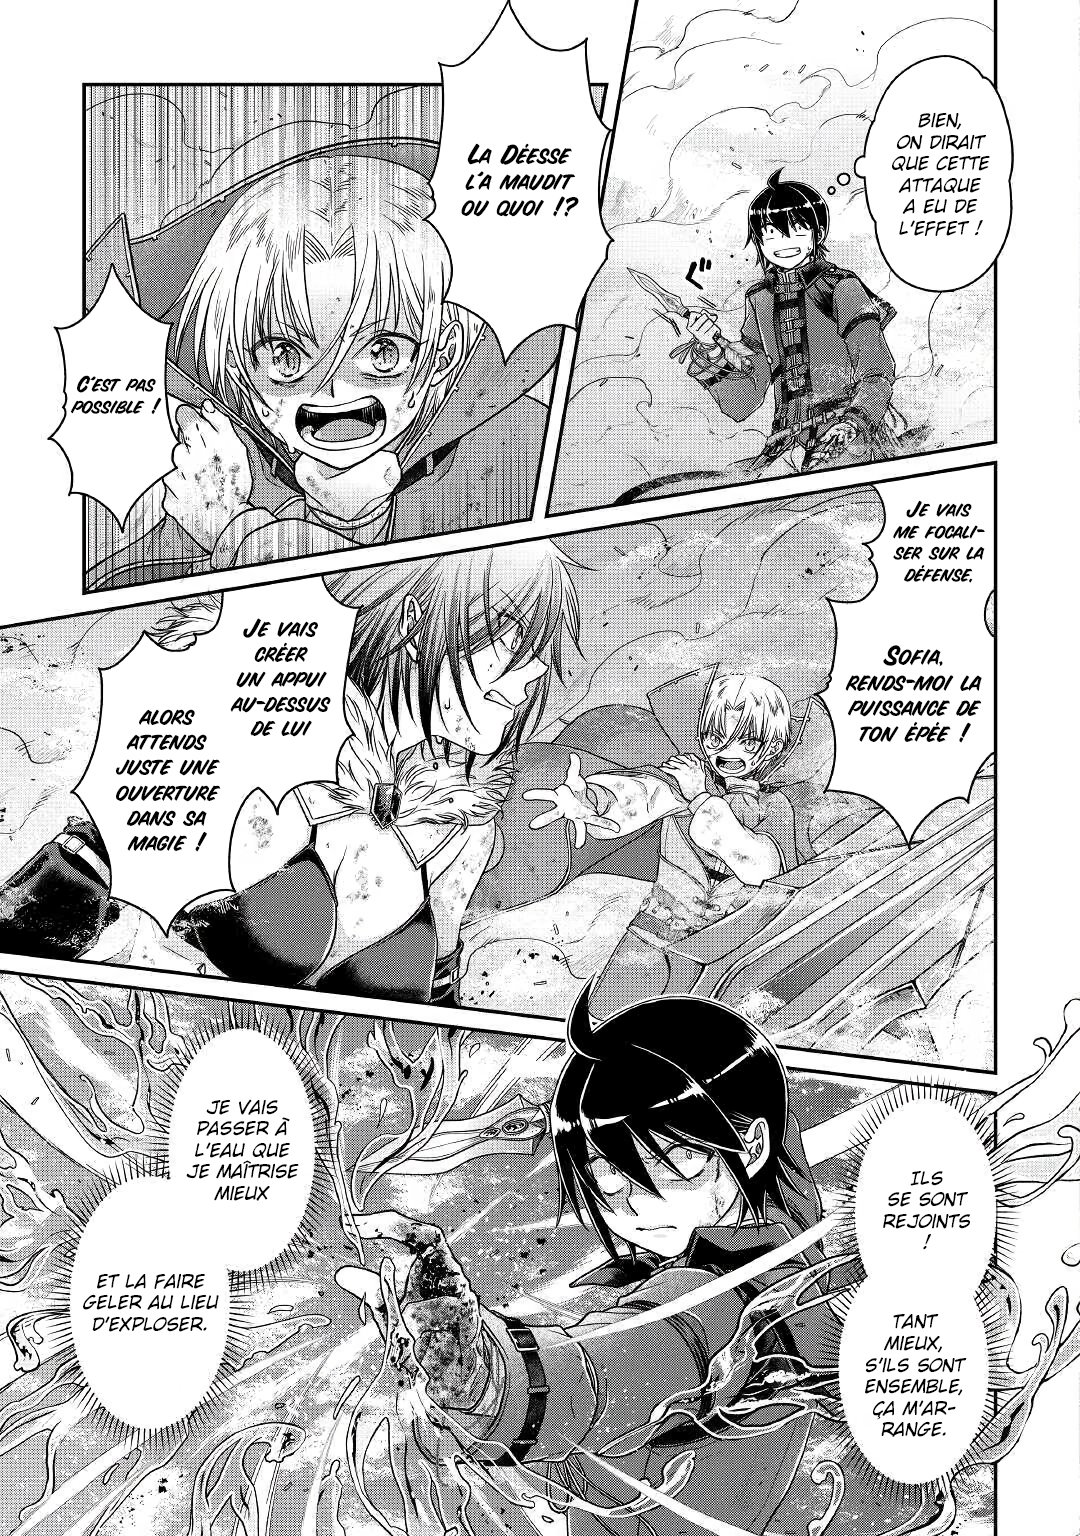 BIEN,
ON DIRAIT
QUE CETTE
ATTAQUE
A EU DE
L'EFFET !
ぐっ
LA DÉESSE
L'A MAUDIT
OU QUOI !?
C'EST PAS
POSSIBLE !
JE VAIS
ME FOCALI-
SER SUR LA
DÉFENSE.
SOFIA,
RENDS-MOI LA
PUISSANCE DE
TON ÉPÉE !
JE VAIS
CRÉER
UN APPUI
AU-DESSUS
DE LUI
ALORS
ATTENDS
JUSTE UNE
OUVERTURE
DANS SA
MAGIE !
ILS
SE SONT
REJOINTS
!
TANT
MIEUX,
S'ILS SONT
ENSEMBLE,
ÇA M'AR-
RANGE.
JE VAIS
PASSER À
L'EAU QUE
JE MAÎTRISE
MIEUX
ET LA FAIRE
GELER AU LIEU
D'EXPLOSER.